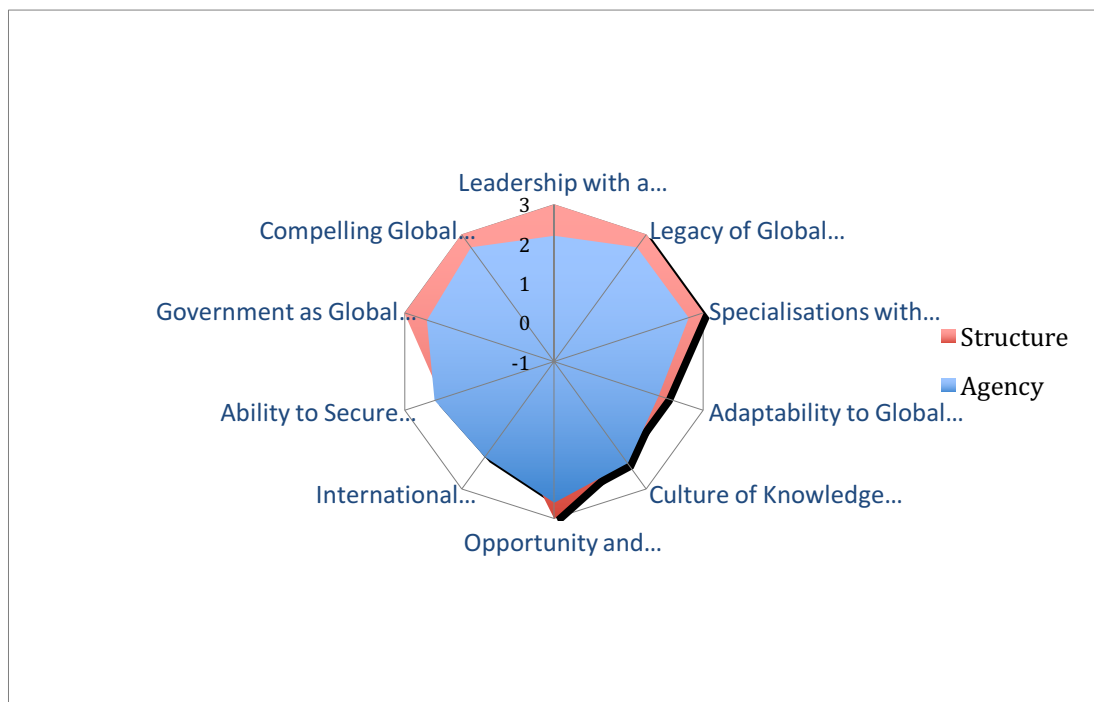 Leadership with a...
3
Compelling Global...
Legacy of Global...
2
1
Government as Global...
Specialisations with...
0
Structure
-1
Agency
Ability to Secure...
Adaptability to Global...
International...
Culture of Knowledge...
Opportunity and...